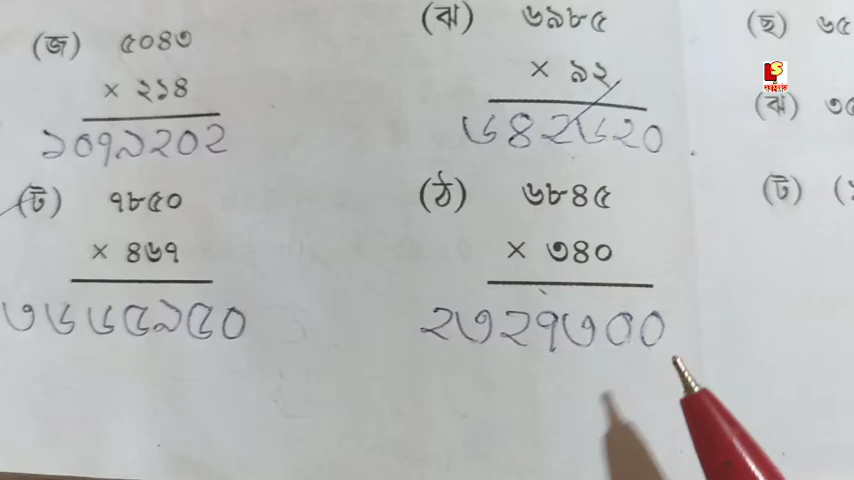 (জ) ৫০৪৩
× ২১৪
১০৭৯২০২
(ঝ) ৬৯৮৫
× ৯২
৬৪২৬২০
(ছ) ৬৫
(ঝ) ৩৫
(ট) ৭৮৫০
× ৪৬৭
৩৬৬৫৯৫০
(ঠ) ৬৮৪৫
× ৩৪০
২৩২৭৩০০
(ট) (